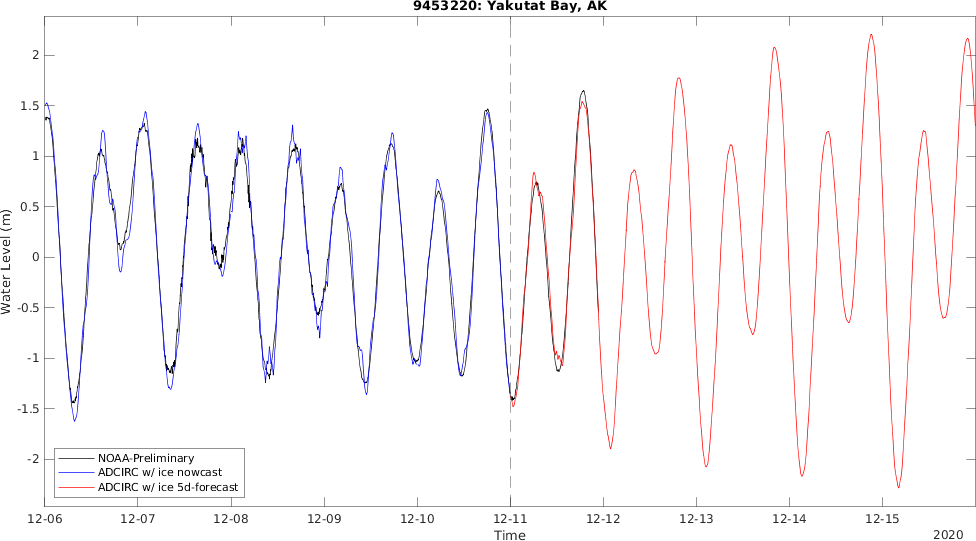 9453220: Yakutat Bay, AK
Water Level (m)
2
1.5
1
0.5
0
-0.5
-1
-1.5
-2
NOAA-Preliminary
ADCIRC w/ ice nowcast
ADCIRC w/ ice 5d-forecast
12-06 12-07 12-08 12-09 12-10 12-11 12-12 12-13 12-14 12-15
Time
2020